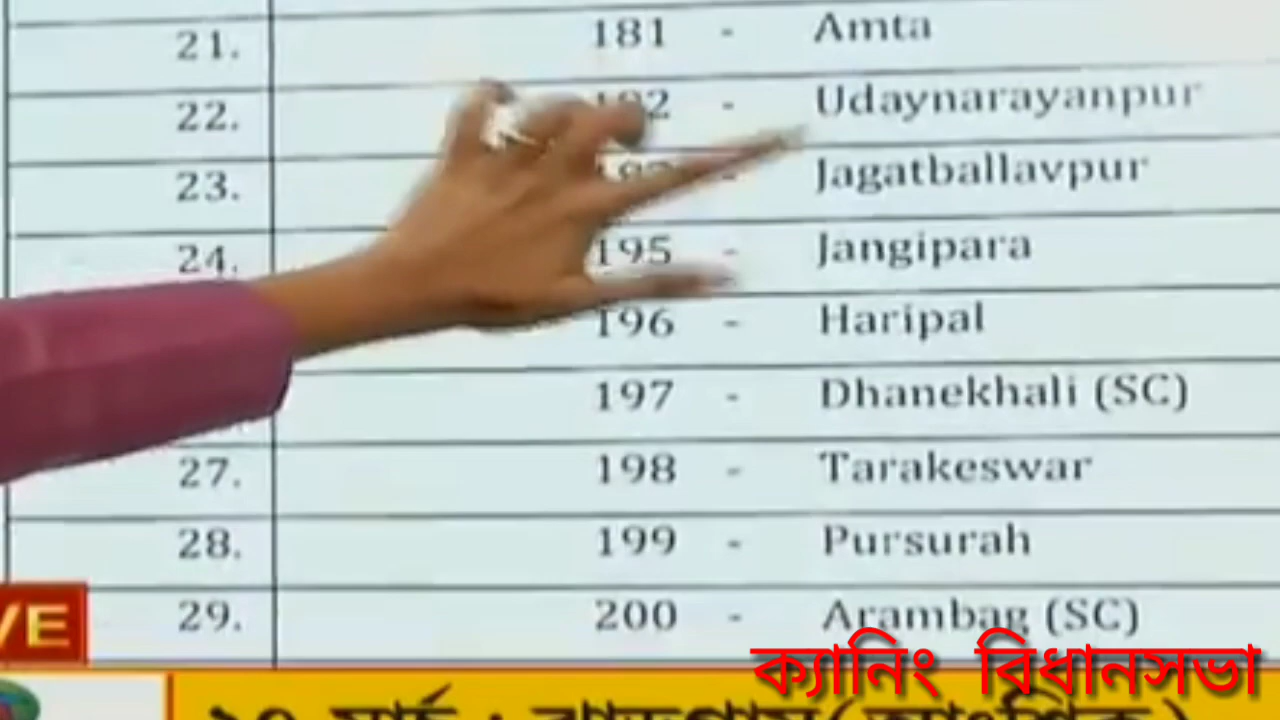 21. 181 - Amta
22. - Udaynarayanpur
23. - Jagatballavpur
24. 195 - Jangipara
196 - Haripal
197 - Dhanekhali (SC)
27. 198 - Tarakeswar
28. 199 - Pursurah
29. 200 - Arambag (SC)
VE
ক্যানিং বিধানসভা